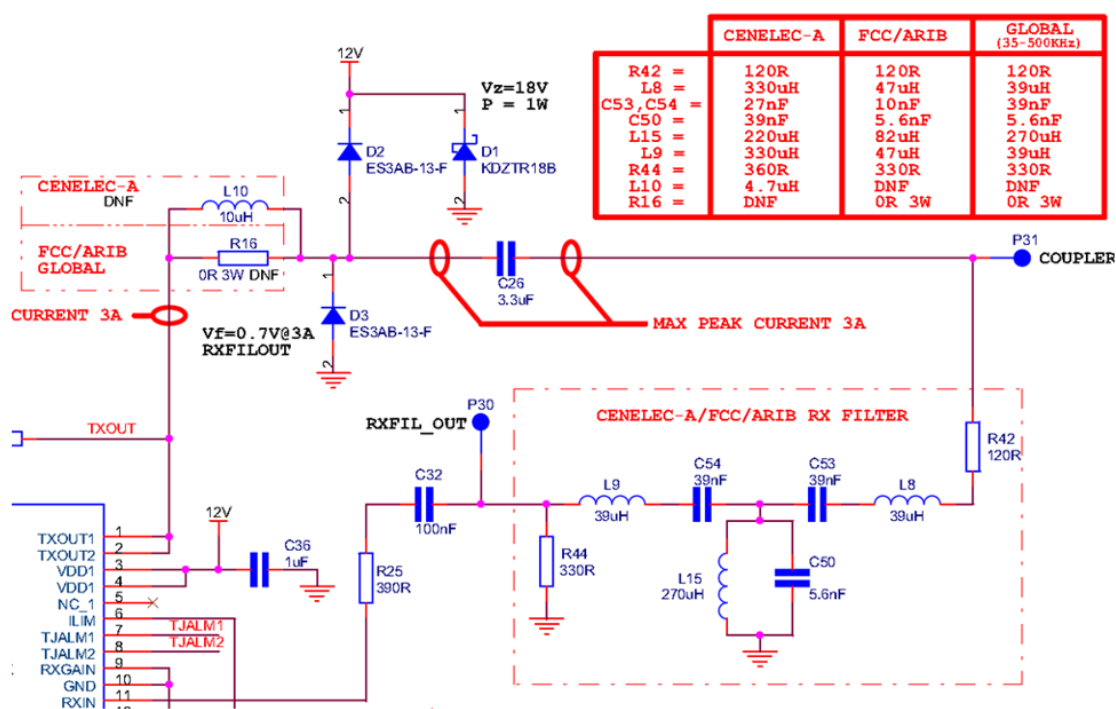 CENELEC-A FCC/ARIB GLOBAL
(35-500KHz)
R42 = 120R 120R 120R
L8 = 330uH 47uH 39uH
C53,C54 = 27nF 10nF 39nF
C50 = 39nF 5.6nF 5.6nF
L15 = 220uH 82uH 270uH
L9 = 330uH 47uH 39uH
R44 = 360R 330R 330R
L10 = 4.7uH DNF DNF
R16 = DNF 0R 3W 0R 3W
12V
Vz=18V
P = 1W
1
D2
ES3AB-13-F
2
1
D1
KDZTR18B
2
CENELEC-A
DNF
L10
10uH
FCC/ARIB
GLOBAL
R16
0R 3W DNF
C26
3.3uF
P31
COUPLER
CURRENT 3A
1
D3
ES3AB-13-F
2
Vf=0.7V@3A
RXFILOUT
MAX PEAK CURRENT 3A
TXOUT
P30
RXFIL_OUT
CENELEC-A/FCC/ARIB RX FILTER
R42
120R
C32
100nF
L9
39uH
C54
39nF
C53
39nF
L8
39uH
R44
330R
L15
270uH
C50
5.6nF
R25
390R
12V
C36
1uF
TXOUT1 1
TXOUT2 2
VDD1 3
VDD1 4
NC_1 5
ILIM 6
TJALM1 7 TJALM1
TJALM2 8 TJALM2
RXGAIN 9
GND 10
RXIN 11